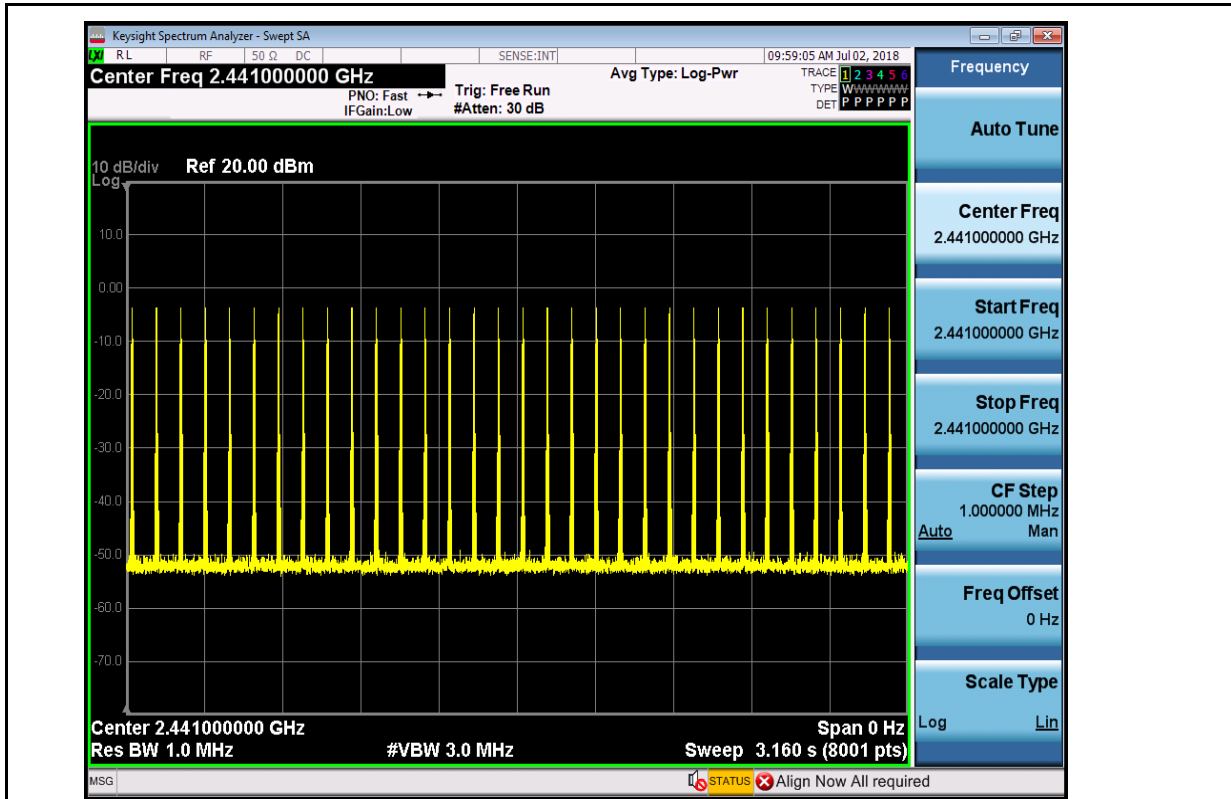 Keysight Spectrum Analyzer - Swept SA
LXI RL RF 50 Ω DC SENSE:INT 09:59:05 AM Jul 02, 2018
Center Freq 2.441000000 GHz
PNO: Fast
IFGain:Low
Trig: Free Run
#Atten: 30 dB
Avg Type: Log-Pwr
TRACE 1 2 3 4 5 6
TYPE WWWWWW
DET P P P P P P
10 dB/div Ref 20.00 dBm
Log
10.0
0.00
-10.0
-20.0
-30.0
-40.0
-50.0
-60.0
-70.0
Center 2.441000000 GHz Span 0 Hz
Res BW 1.0 MHz #VBW 3.0 MHz Sweep 3.160 s (8001 pts)
MSG STATUS Align Now All required
Frequency
Auto Tune
Center Freq
2.441000000 GHz
Start Freq
2.441000000 GHz
Stop Freq
2.441000000 GHz
CF Step
1.000000 MHz
Auto Man
Freq Offset
0 Hz
Scale Type
Log Lin